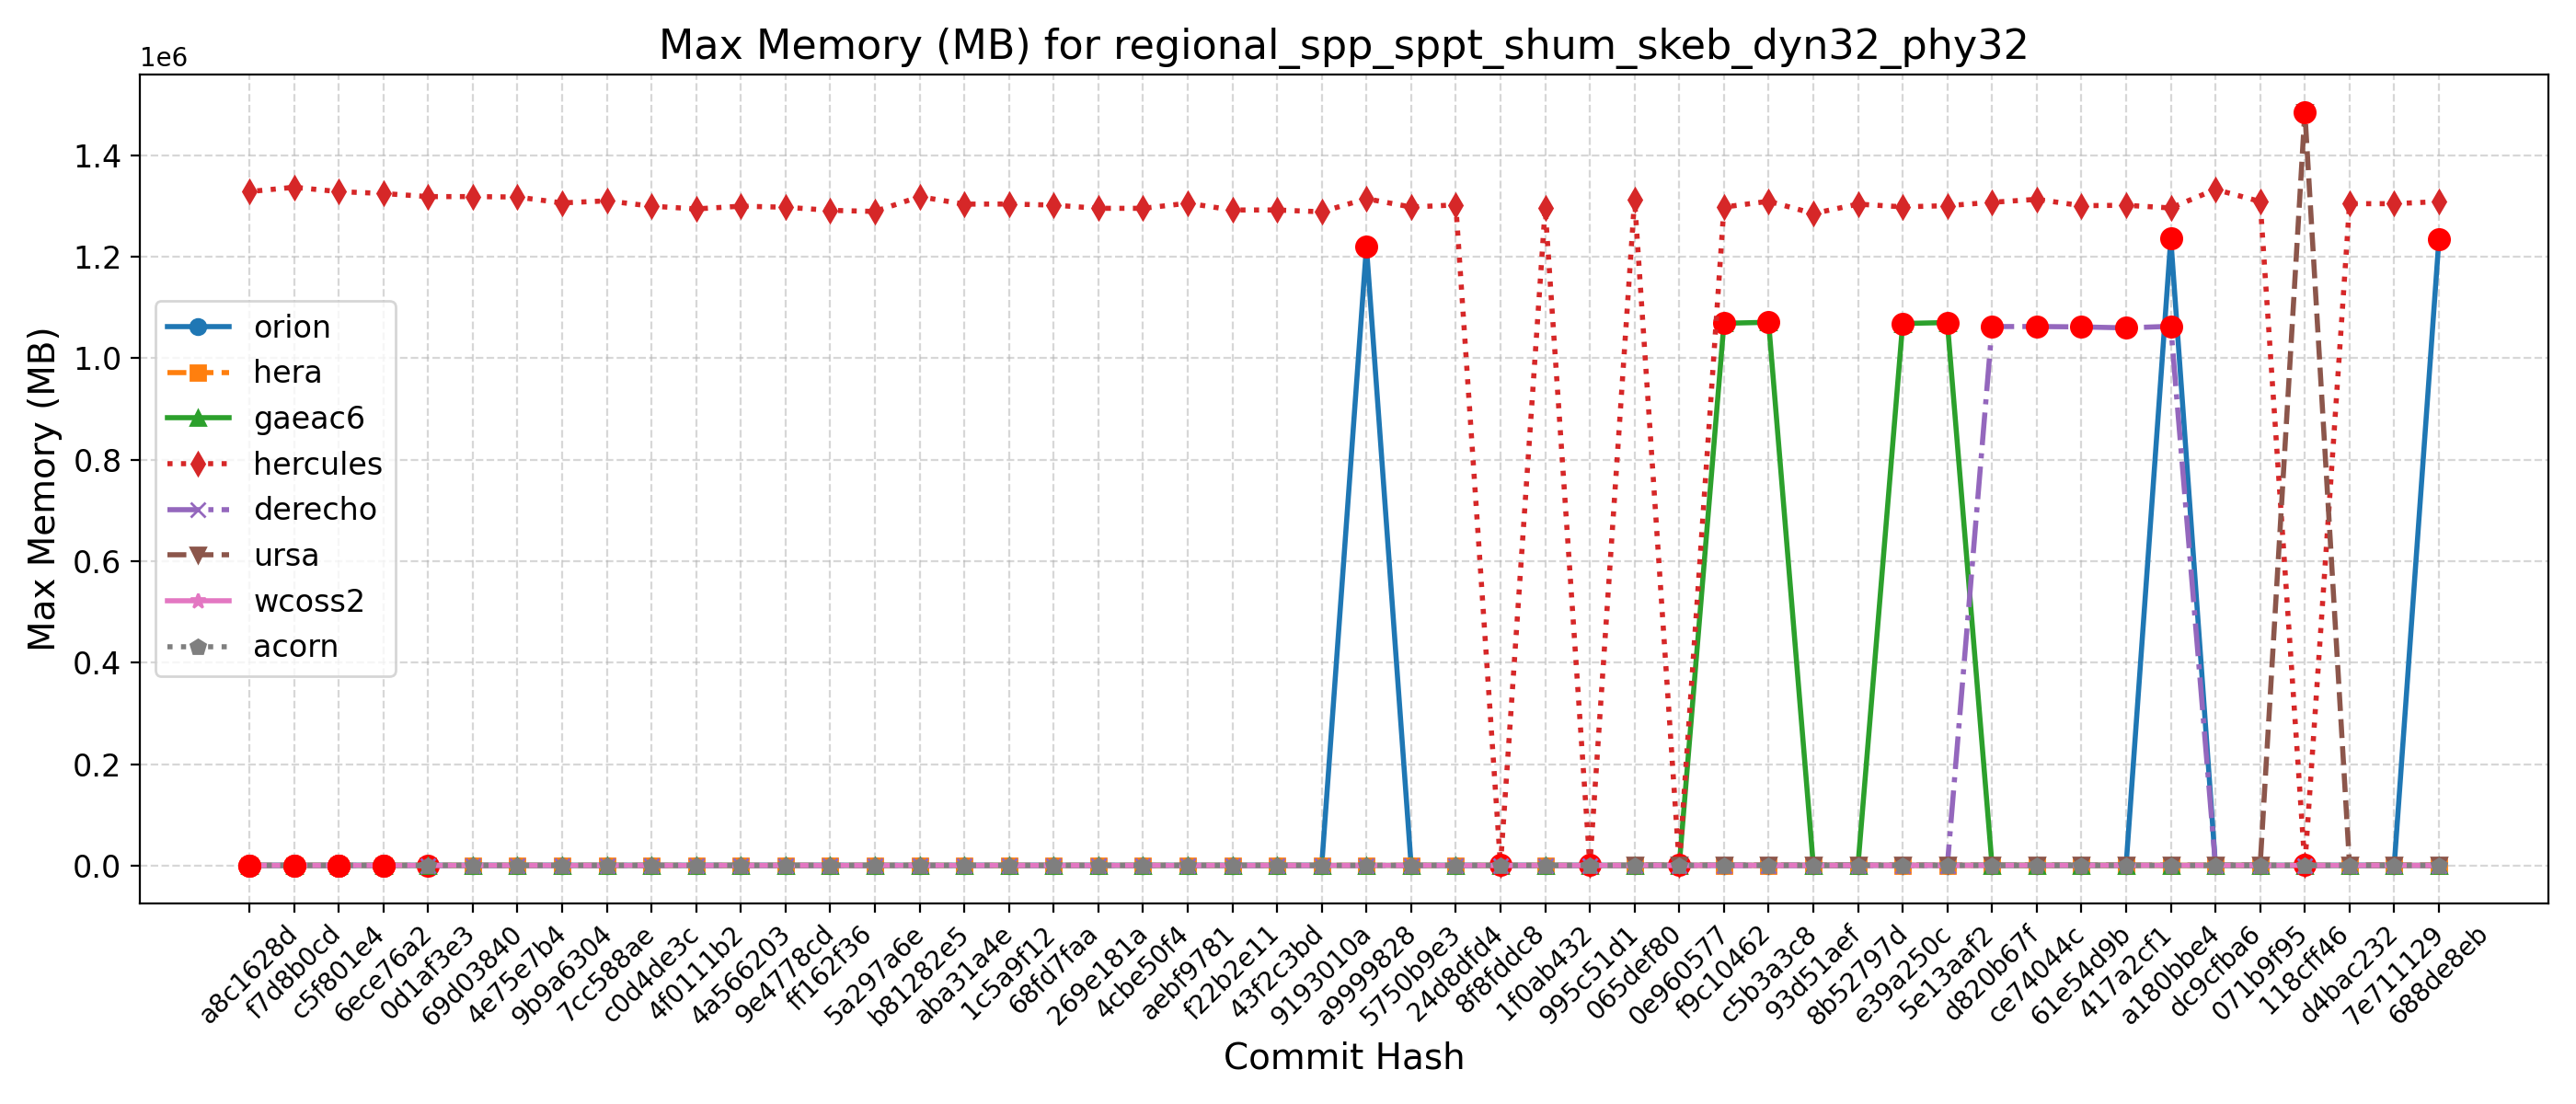 Max Memory (MB) for regional_spp_sppt_shum_skeb_dyn32_phy32
1e6
1.4
1.2
1.0
0.8
0.6
0.4
0.2
0.0
Max Memory (MB)
orion
hera
gaeac6
hercules
derecho
ursa
wcoss2
acorn
a8c1628d
f7d8b0cd
c5f801e4
6ece76a2
0d1af3e3
69d03840
4e75e7b4
9b9a6304
7cc588ae
c0d4de3c
4f0111b2
4a566203
9e4778cd
ff162f36
5a297a6e
b81282e5
aba31a4e
1c5a9f12
68fd7faa
269e181a
4cbe50f4
aebf9781
f22b2e11
43f2c3bd
9193010a
a9999828
5750b9e3
24d8dfd4
8f8fddc8
1f0ab432
995c51d1
065def80
0e960577
f9c10462
c5b3a3c8
93d51aef
8b52797d
e39a250c
5e13aaf2
d820b67f
ce74044c
61e54d9b
417a2cf1
a180bbe4
dc9cfba6
071b9f95
118cff46
d4bac232
7e711129
688de8eb
Commit Hash